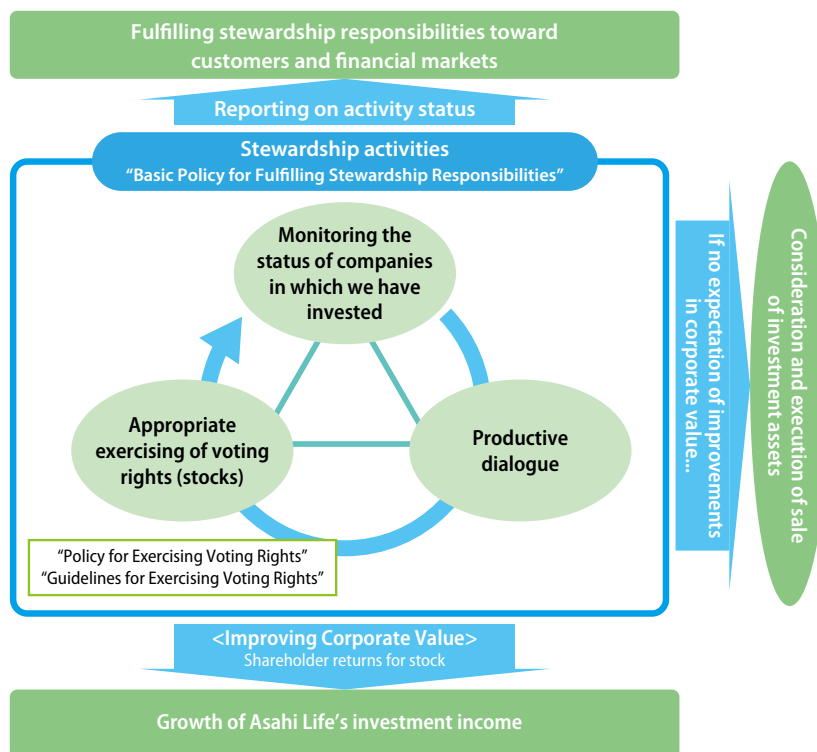 Fulfilling stewardship responsibilities toward
customers and financial markets
Reporting on activity status
Stewardship activities
“Basic Policy for Fulfilling Stewardship Responsibilities”
Monitoring the
status of companies
in which we have
invested
Appropriate
exercising of voting
rights (stocks)
Productive
dialogue
“Policy for Exercising Voting Rights”
“Guidelines for Exercising Voting Rights”
If no expectation of improvements
in corporate value...
Consideration and execution of sale
of investment assets
<Improving Corporate Value>
Shareholder returns for stock
Growth of Asahi Life’s investment income